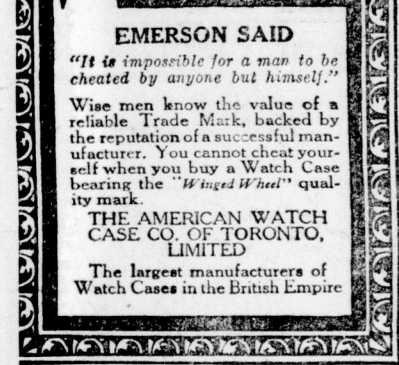 EMERSON SAID
"It is impossible for a man to be
cheated by anyone but himself."
Wise men know the value of a
reliable Trade Mark, backed by
the reputation of a successful man-
ufacturer. You cannot cheat your-
self when you buy a Watch Case
bearing the "Winged Wheel" qual-
ity mark.
THE AMERICAN WATCH
CASE CO. OF TORONTO,
LIMITED
The largest manufacturers of
Watch Cases in the British Empire